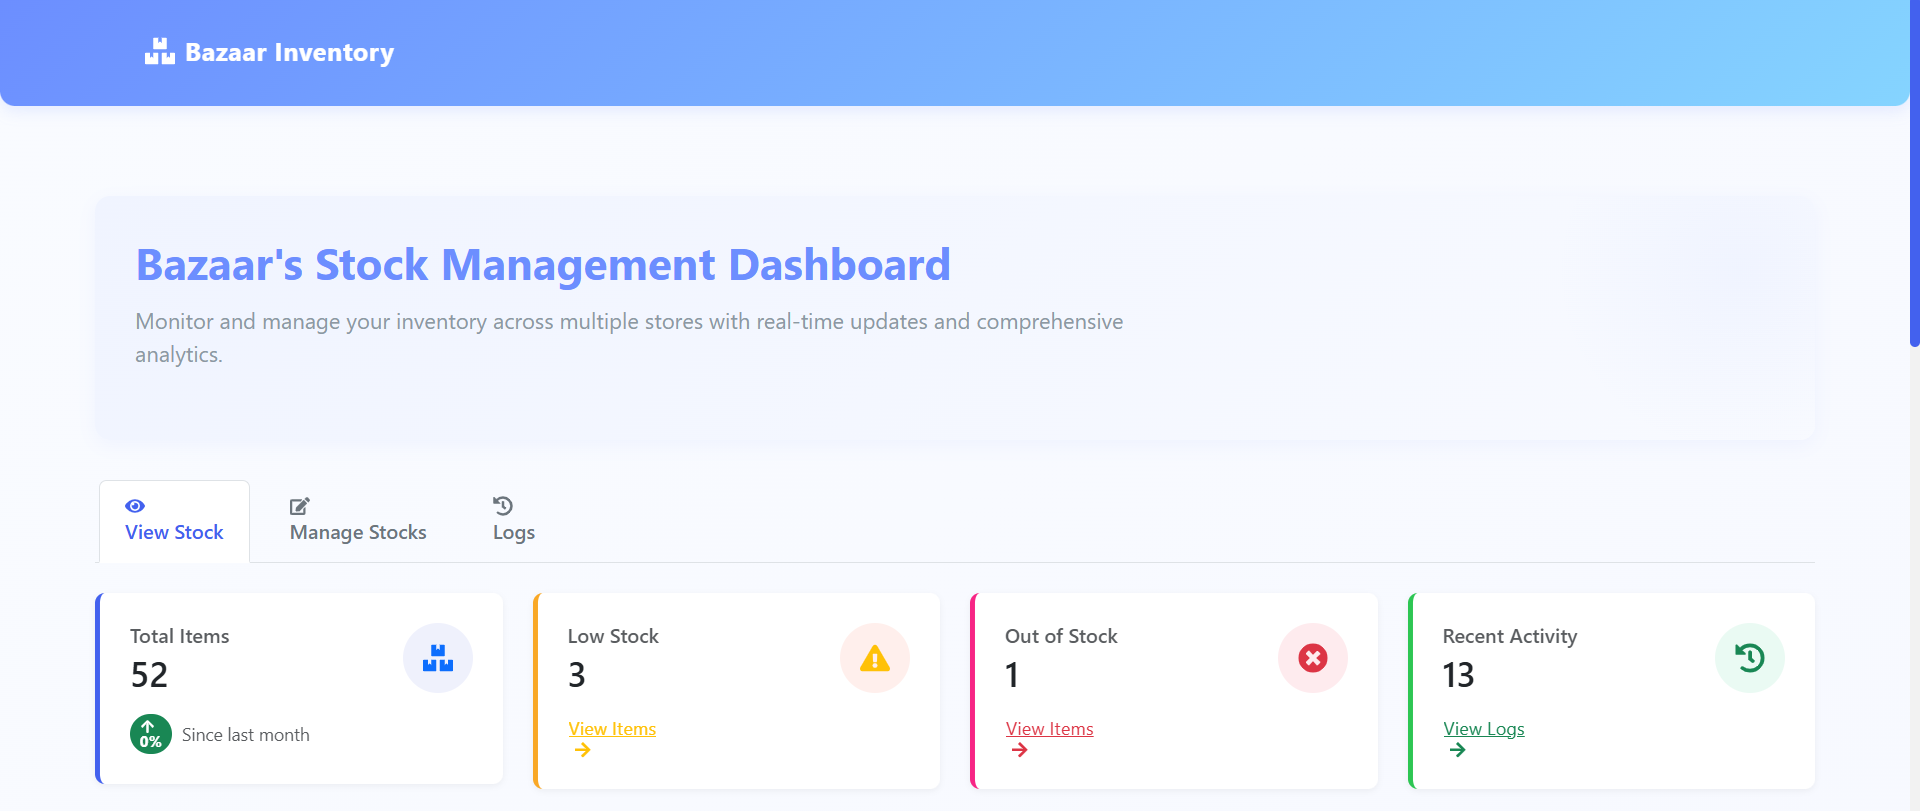 Bazaar Inventory
Bazaar's Stock Management Dashboard
Monitor and manage your inventory across multiple stores with real-time updates and comprehensive
analytics.
View Stock
Manage Stocks
Logs
Total Items
52
0%
Since last month
Low Stock
3
View Items
Out of Stock
1
View Items
Recent Activity
13
View Logs